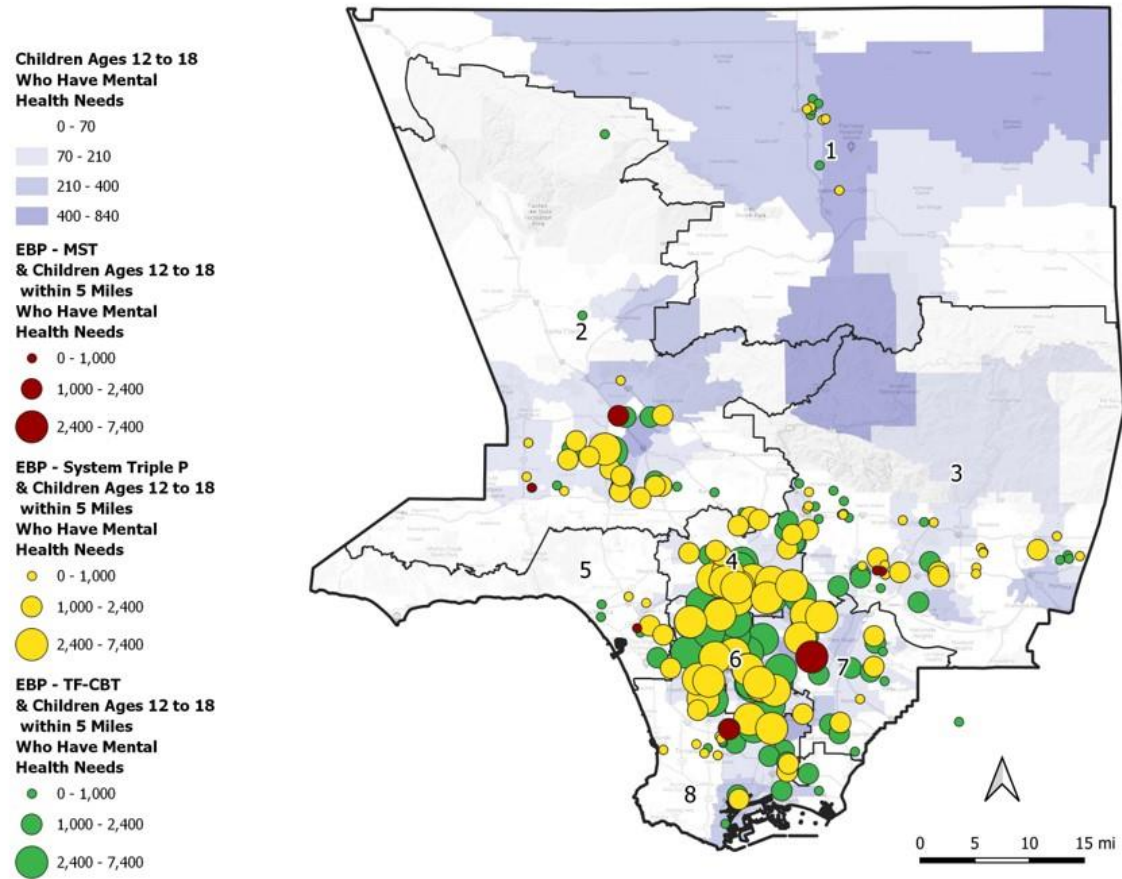 Children Ages 12 to 18
Who Have Mental
Health Needs
0 - 70
70 - 210
210 - 400
400 - 840
EBP - MST
& Children Ages 12 to 18
within 5 Miles
Who Have Mental
Health Needs
0 - 1,000
1,000 - 2,400
2,400 - 7,400
EBP - System Triple P
& Children Ages 12 to 18
within 5 Miles
Who Have Mental
Health Needs
0 - 1,000
1,000 - 2,400
2,400 - 7,400
EBP - TF-CBT
& Children Ages 12 to 18
within 5 Miles
Who Have Mental
Health Needs
0 - 1,000
1,000 - 2,400
2,400 - 7,400
1
2
3
4
5
6
7
8
0 5 10 15 mi